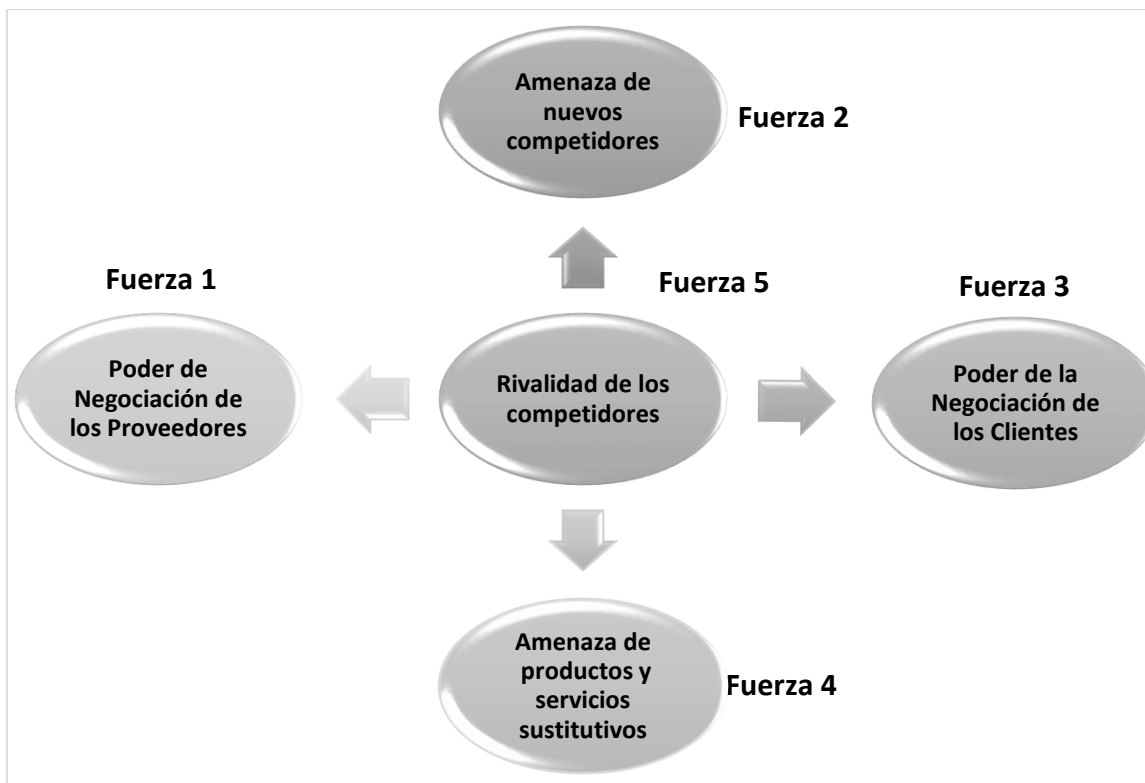 Amenaza de
nuevos
competidores
Fuerza 2
Fuerza 1
Poder de
Negociación de
los Proveedores
Fuerza 5
Rivalidad de los
competidores
Fuerza 3
Poder de la
Negociación de
los Clientes
Amenaza de
productos y
servicios
sustitutivos
Fuerza 4